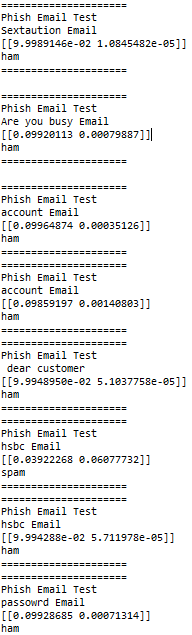 =====================
Phish Email Test
Sextaution Email
[[9.9989146e-02 1.0845482e-05]]
ham
=====================
=====================
Phish Email Test
Are you busy Email
[[0.09920113 0.00079887]]
ham
=====================
=====================
Phish Email Test
account Email
[[0.09964874 0.00035126]]
ham
=====================
=====================
Phish Email Test
account Email
[[0.09859197 0.00140803]]
ham
=====================
=====================
Phish Email Test
dear customer
[[9.9948950e-02 5.1037758e-05]]
ham
=====================
=====================
Phish Email Test
hsbc Email
[[0.03922268 0.06077732]]
spam
=====================
=====================
Phish Email Test
hsbc Email
[[9.994288e-02 5.711978e-05]]
ham
=====================
=====================
Phish Email Test
passowrd Email
[[0.09928685 0.00071314]]
ham